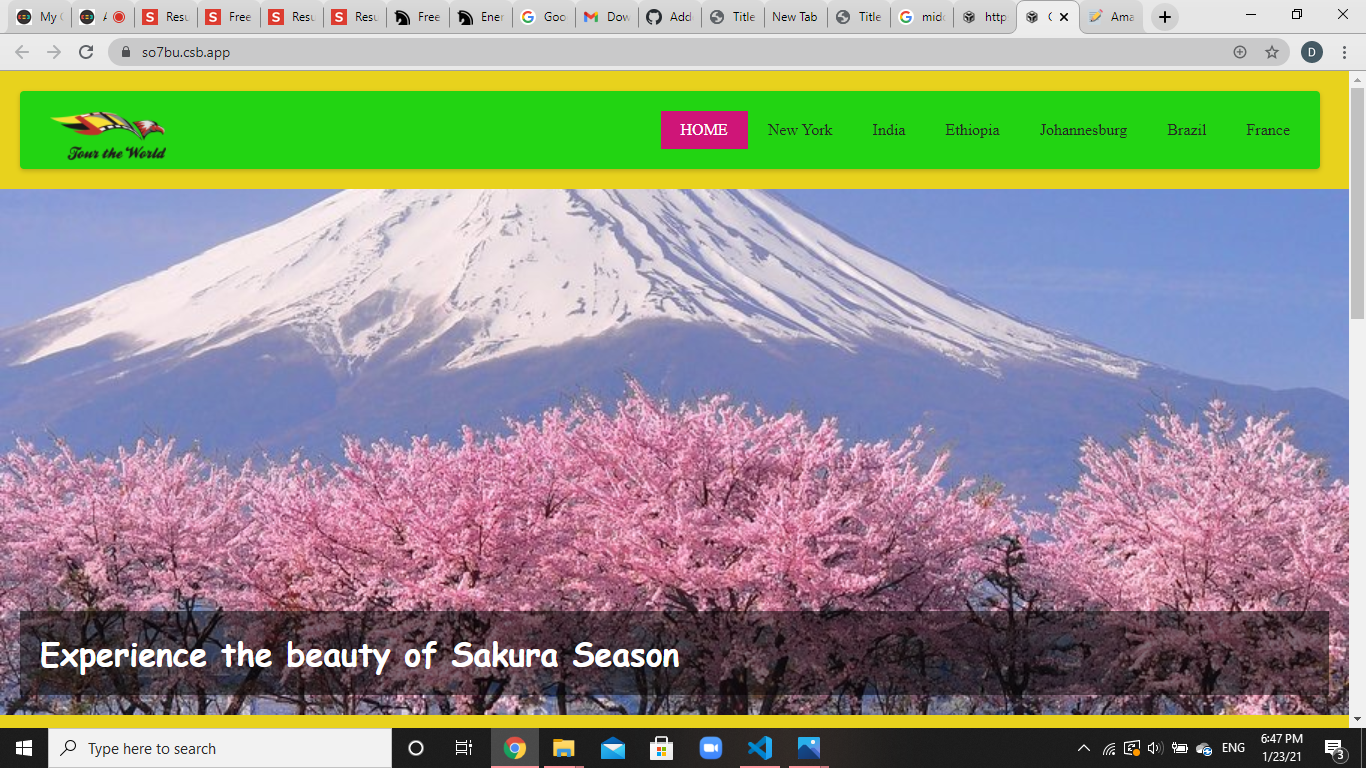 My C
A
Resu
Free
Resu
Resu
Free
Ener
Goo
Dow
Add
Title
New Tab
Title
mido
http
Ama
so7bu.csb.app
D
Tour the World
HOME
New York
India
Ethiopia
Johannesburg
Brazil
France
Experience the beauty of Sakura Season
Type here to search
ENG
6:47 PM
1/23/21
3